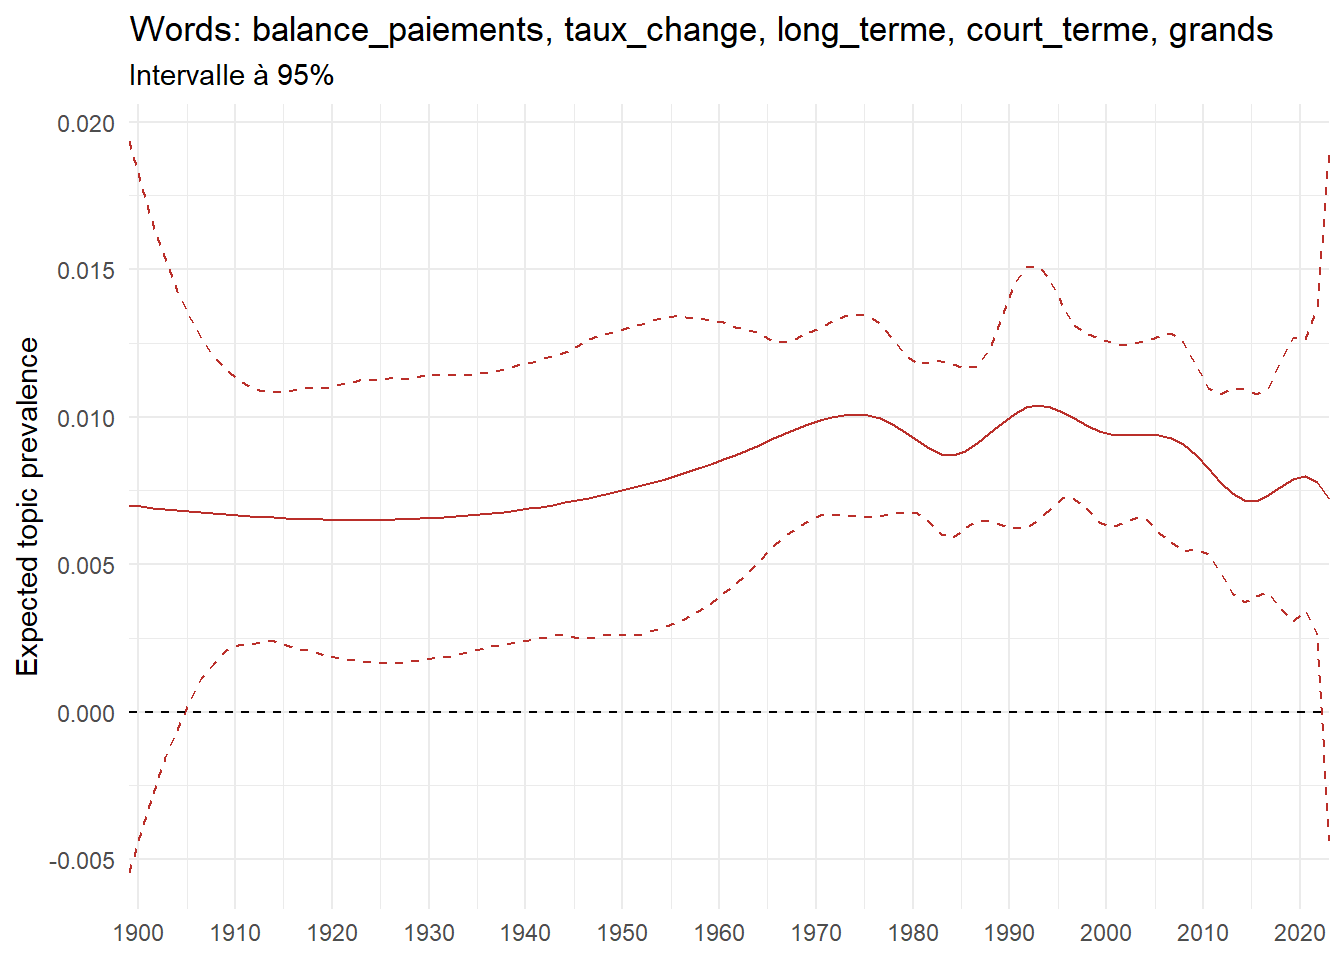 Words: balance_paiements, taux_change, long_terme, court_terme, grands
Intervalle à 95%
Expected topic prevalence
0.020
0.015
0.010
0.005
0.000
-0.005
1900 1910 1920 1930 1940 1950 1960 1970 1980 1990 2000 2010 2020